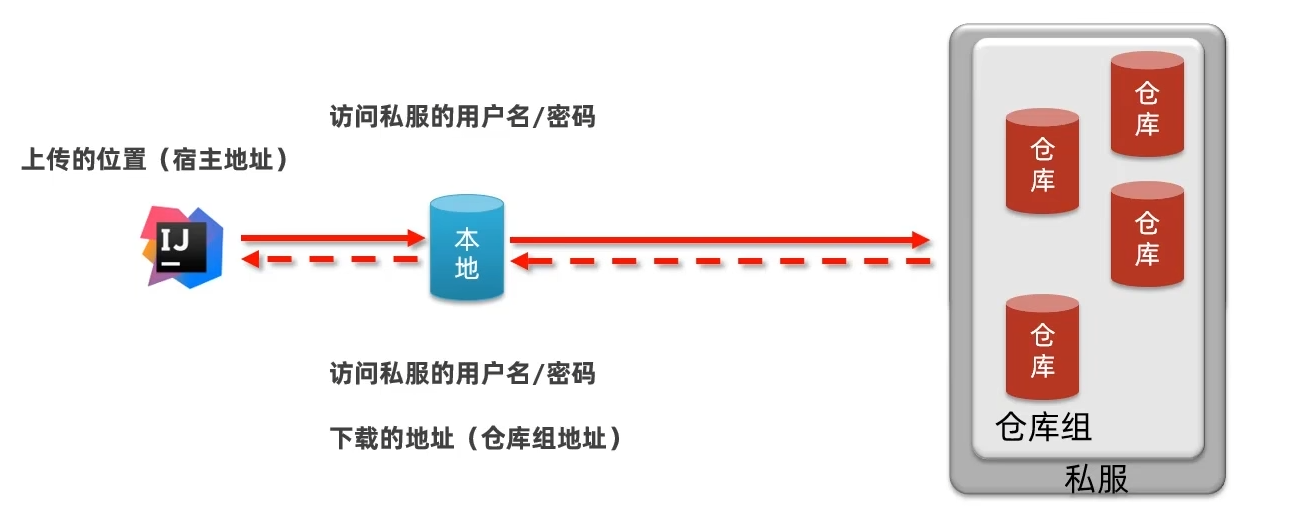 访问私服的用户名/密码
上传的位置（宿主地址）
IJ
本
地
访问私服的用户名/密码
下载的地址（仓库组地址）
仓
库
仓
库
仓
库
仓
库
仓库组
私服